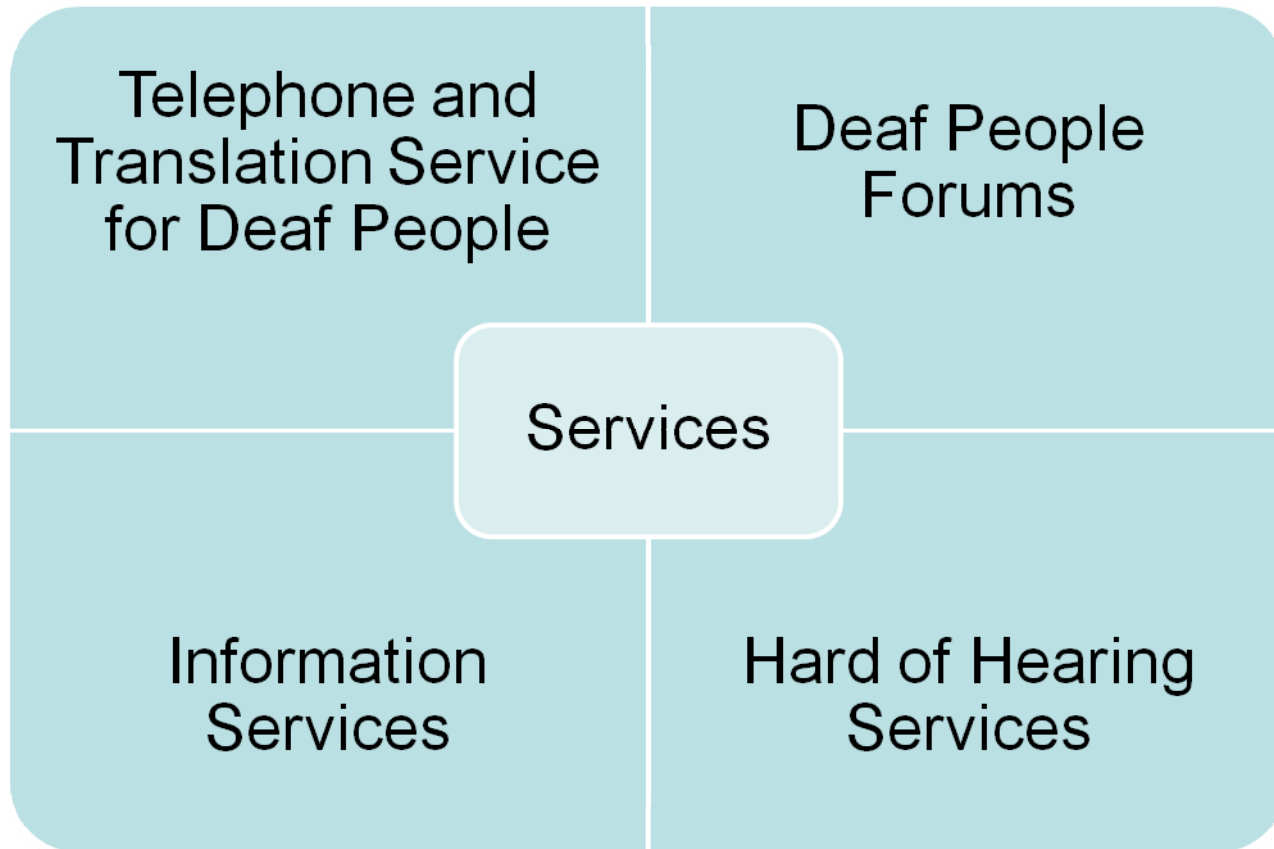 Telephone and
Translation Service
for Deaf People
Deaf People
Forums
Services
Information
Services
Hard of Hearing
Services